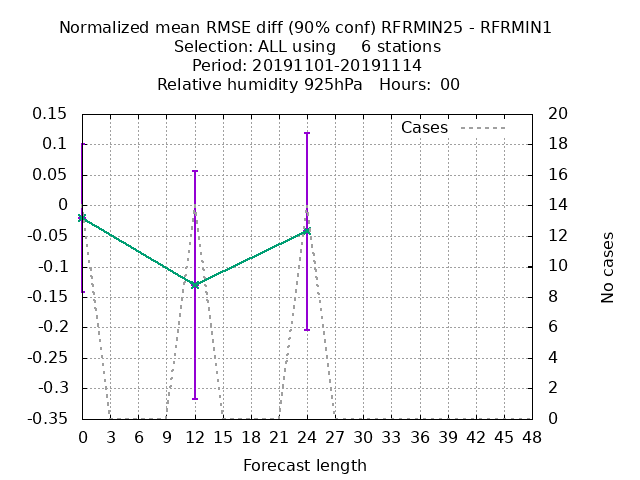 Normalized mean RMSE diff (90% conf) RFRMIN25 - RFRMIN1
Selection: ALL using 6 stations
Period: 20191101-20191114
Relative humidity 925hPa Hours: 00
Cases
0.15
0.1
0.05
0
-0.05
-0.1
-0.15
-0.2
-0.25
-0.3
-0.35
20
18
16
14
12
10
8
6
4
2
0
No cases
0 3 6 9 12 15 18 21 24 27 30 33 36 39 42 45 48
Forecast length